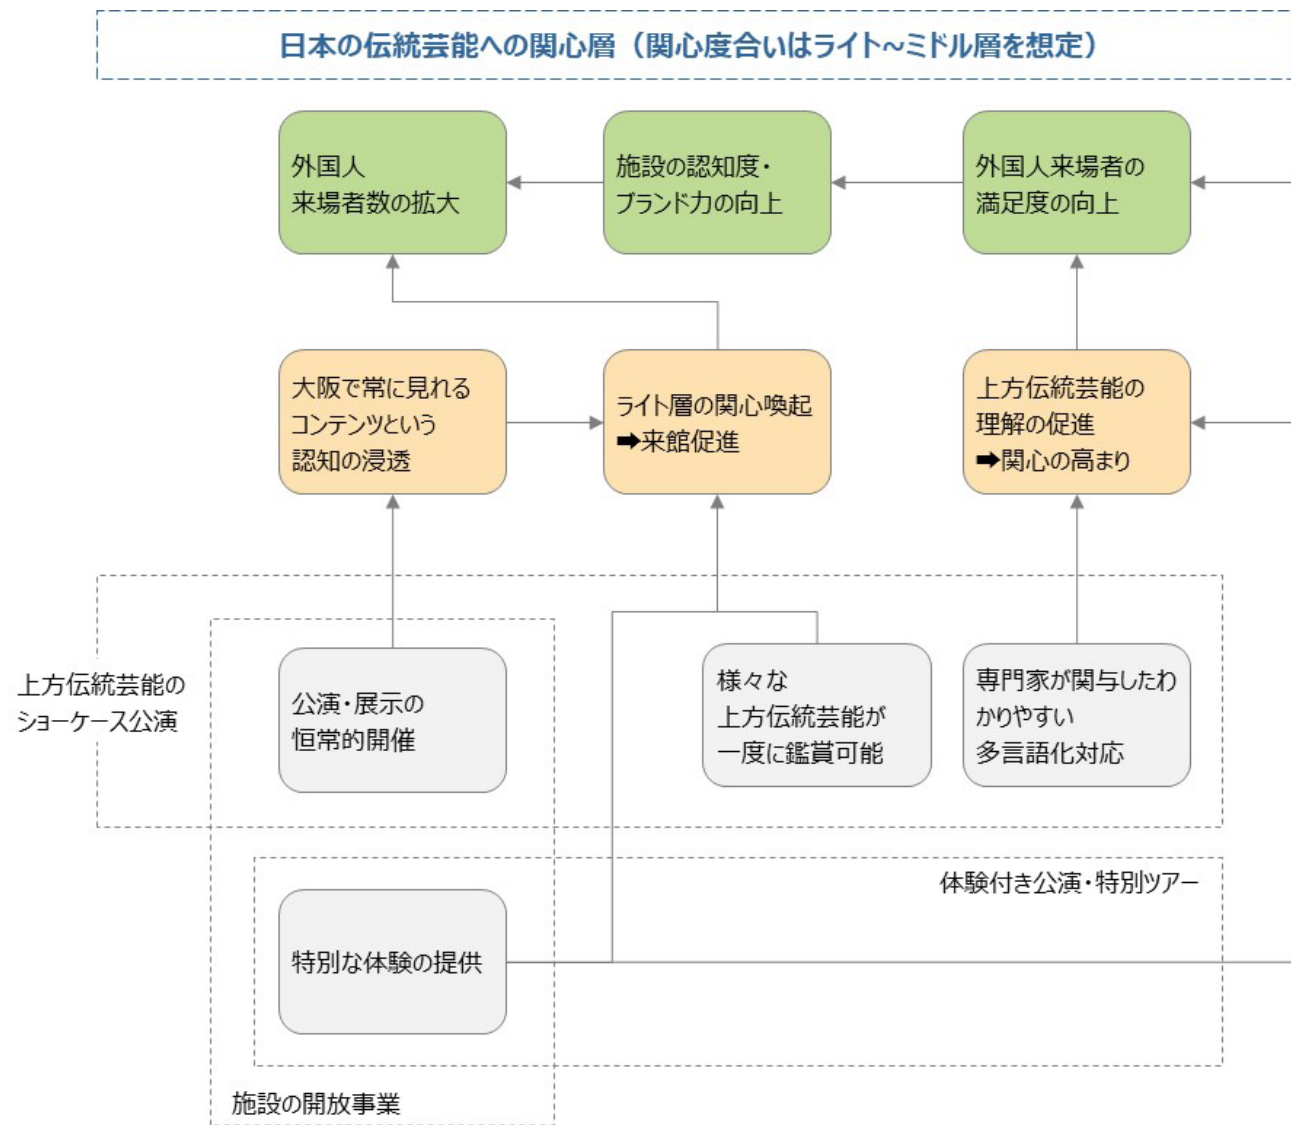 日本の伝統芸能への関心層（関心度合いはライト～ミドル層を想定）
外国人
来場者数の拡大
施設の認知度・
ブランド力の向上
外国人来場者の
満足度の向上
大阪で常に見れる
コンテンツという
認知の浸透
ライト層の関心喚起
➡来館促進
上方伝統芸能の
理解の促進
➡関心の高まり
上方伝統芸能の
ショーケース公演
公演・展示の
恒常的開催
様々な
上方伝統芸能が
一度に鑑賞可能
専門家が関与したわ
かりやすい
多言語化対応
体験付き公演・特別ツアー
特別な体験の提供
施設の開放事業